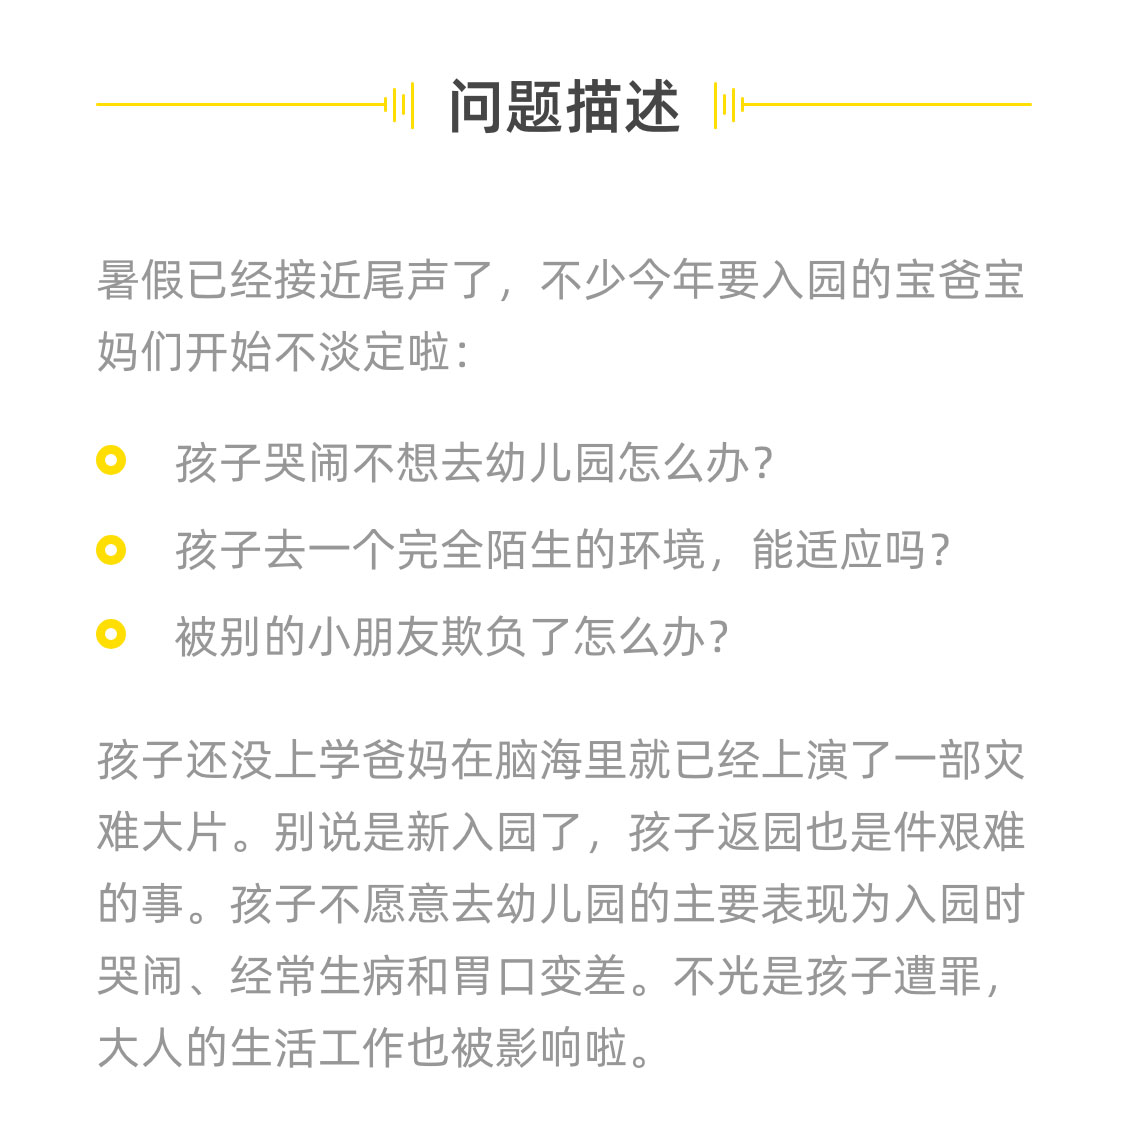 问题描述
暑假已经接近尾声了，不少今年要入园的宝爸宝
妈们开始不淡定啦：
孩子哭闹不想去幼儿园怎么办？
孩子去一个完全陌生的环境，能适应吗？
被别的小朋友欺负了怎么办？
孩子还没上学爸妈在脑海里就已经上演了一部灾
难大片。别说是新入园了，孩子返园也是件艰难
的事。孩子不愿意去幼儿园的主要表现为入园时
哭闹、经常生病和胃口变差。不光是孩子遭罪，
大人的生活工作也被影响啦。